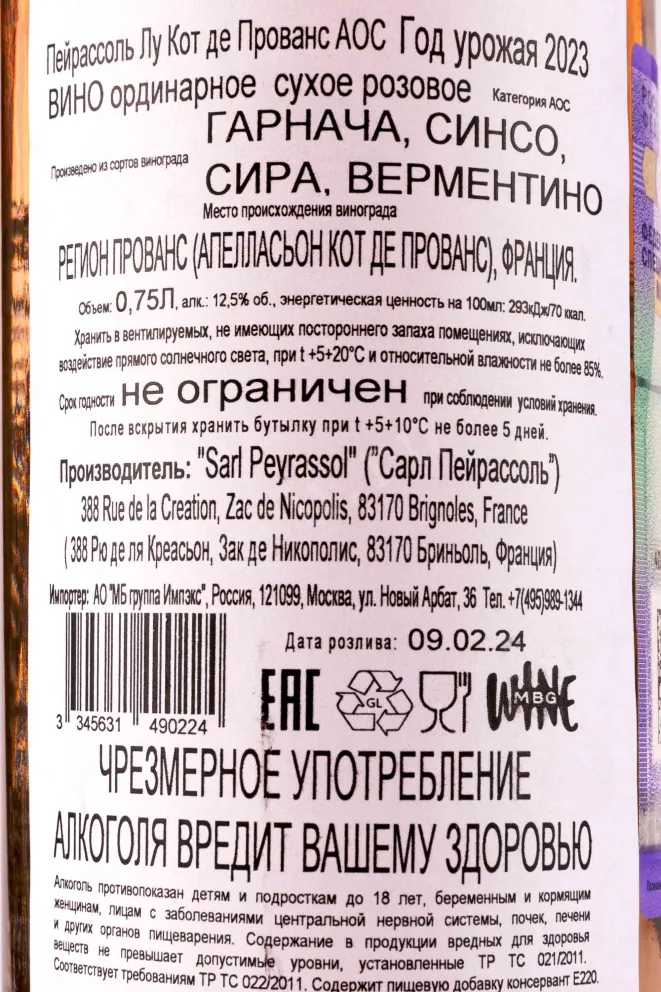 Пейрассоль Лу Кот де Прованс АОС Год урожая 2023
ВИНО ординарное сухое розовое Категория АОС
Произведено из сортов винограда ГАРНАЧА, СИНСО,
СИРА, ВЕРМЕНТИНО
Место происхождения винограда
РЕГИОН ПРОВАНС (АПЕЛЛАСЬОН КОТ ДЕ ПРОВАНС), ФРАНЦИЯ.
Объем: 0,75Л, алк.: 12,5% об., энергетическая ценность на 100мл: 293кДж/70 ккал.
Хранить в вентилируемых, не имеющих постороннего запаха помещениях, исключающих
воздействие прямого солнечного света, при t +5+20°С и относительной влажности не более 85%.
Срок годности не ограничен при соблюдении условий хранения.
После вскрытия хранить бутылку при t +5+10°С не более 5 дней.
Производитель: "Sarl Peyrassol" ("Сарл Пейрассоль")
388 Rue de la Creation, Zac de Nicopolis, 83170 Brignoles, France
( 388 Рю де ля Креасьон, Зак де Никополис, 83170 Бриньоль, Франция)
Импортер: АО "МБ группа Импэкс", Россия, 121099, Москва, ул. Новый Арбат, 36 Тел. +7(495)989-1344
Дата розлива: 09.02.24
3 345631 490224
EAC GL WINE MBG
ЧРЕЗМЕРНОЕ УПОТРЕБЛЕНИЕ
АЛКОГОЛЯ ВРЕДИТ ВАШЕМУ ЗДОРОВЬЮ
Алкоголь противопоказан детям и подросткам до 18 лет, беременным и кормящим
женщинам, лицам с заболеваниями центральной нервной системы, почек, печени
и других органов пищеварения. Содержание в продукции вредных для здоровья
веществ не превышает допустимые уровни, установленные ТР ТС 021/2011.
Соответствует требованиям ТР ТС 022/2011. Содержит пищевую добавку консервант Е220.